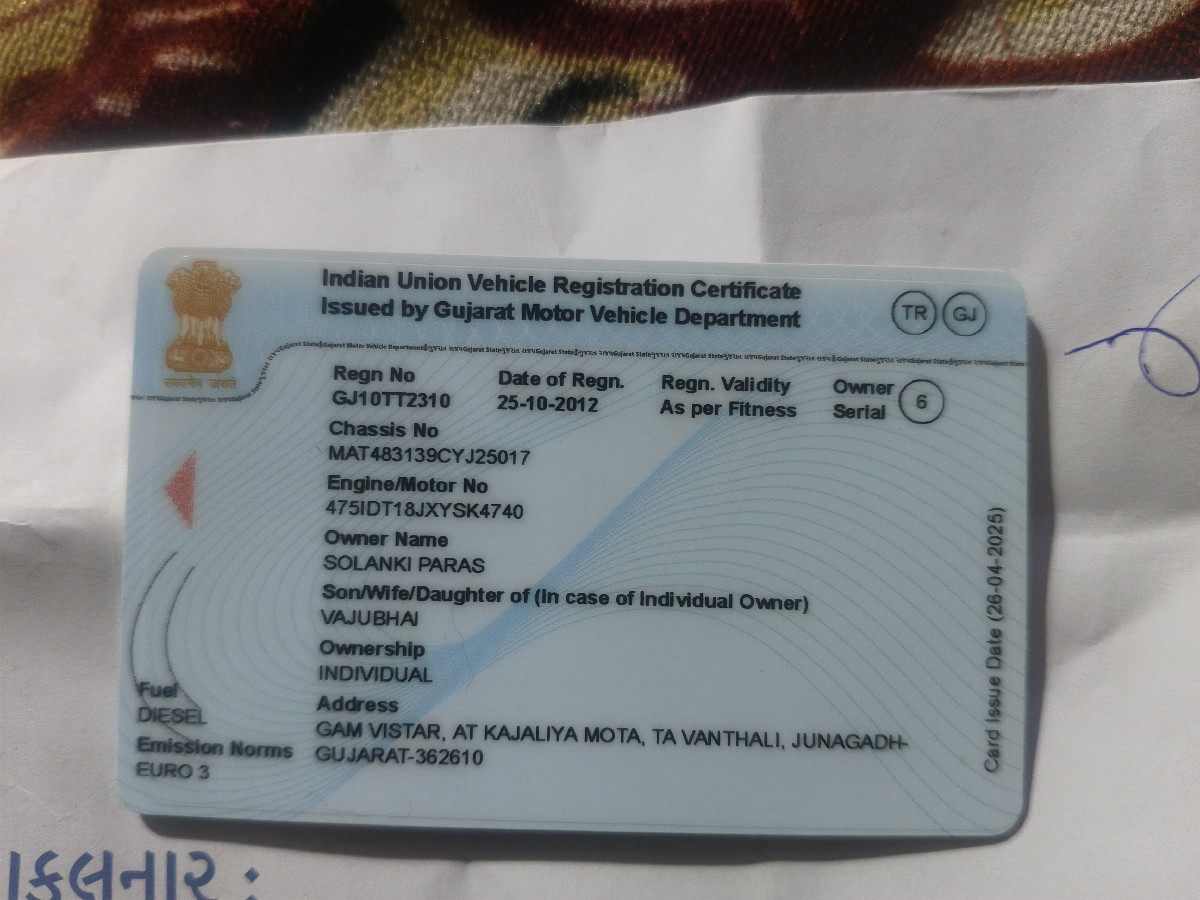 Indian Union Vehicle Registration Certificate
Issued by Gujarat Motor Vehicle Department
TR GJ
सत्यमेव जयते
Regn No
GJ10TT2310
Date of Regn.
25-10-2012
Regn. Validity
As per Fitness
Owner
Serial
6
Chassis No
MAT483139CYJ25017
Engine/Motor No
475IDT18JXYSK4740
Owner Name
SOLANKI PARAS
Son/Wife/Daughter of (In case of Individual Owner)
VAJUBHAI
Ownership
INDIVIDUAL
Address
GAM VISTAR, AT KAJALIYA MOTA, TA VANTHALI, JUNAGADH-
GUJARAT-362610
Fuel
DIESEL
Emission Norms
EURO 3
Card Issue Date (26-04-2025)